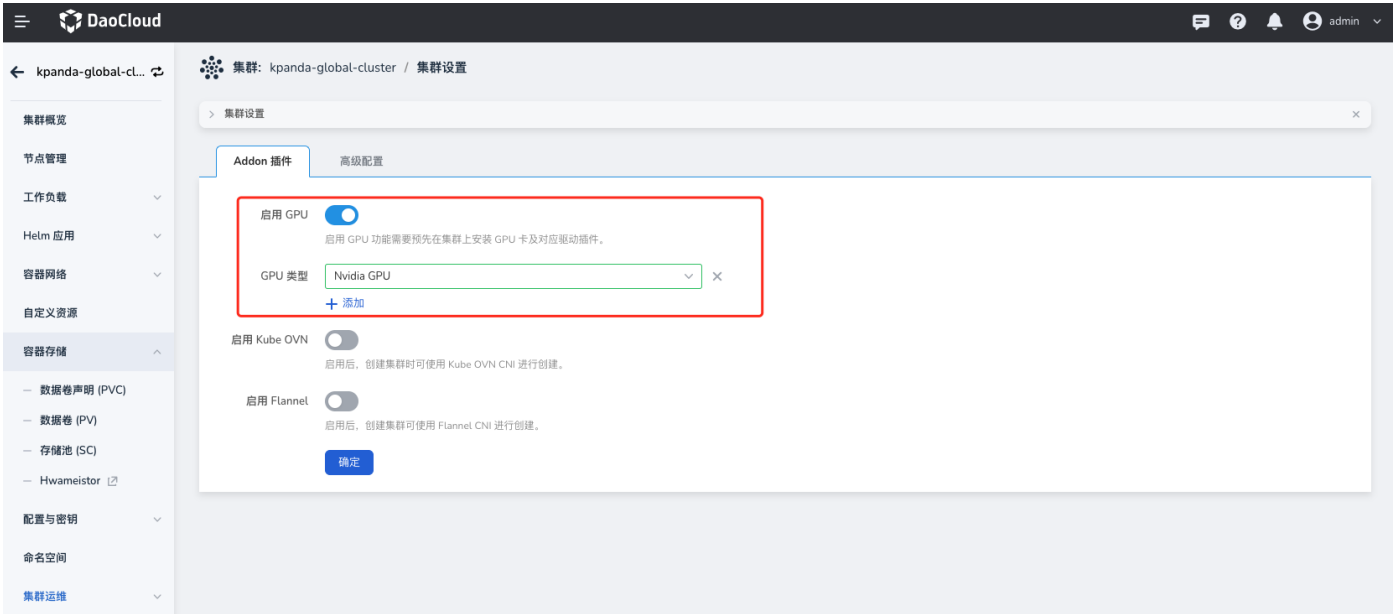 DaoCloud
admin
kpanda-global-cl...
集群: kpanda-global-cluster / 集群设置
集群设置
集群概览
节点管理
工作负载
Helm 应用
容器网络
自定义资源
容器存储
数据卷声明 (PVC)
数据卷 (PV)
存储池 (SC)
Hwameistor
配置与密钥
命名空间
集群运维
Addon 插件
高级配置
启用 GPU
启用 GPU 功能需要预先在集群上安装 GPU 卡及对应驱动插件。
GPU 类型
Nvidia GPU
添加
启用 Kube OVN
启用后，创建集群时可使用 Kube OVN CNI 进行创建。
启用 Flannel
启用后，创建集群可使用 Flannel CNI 进行创建。
确定